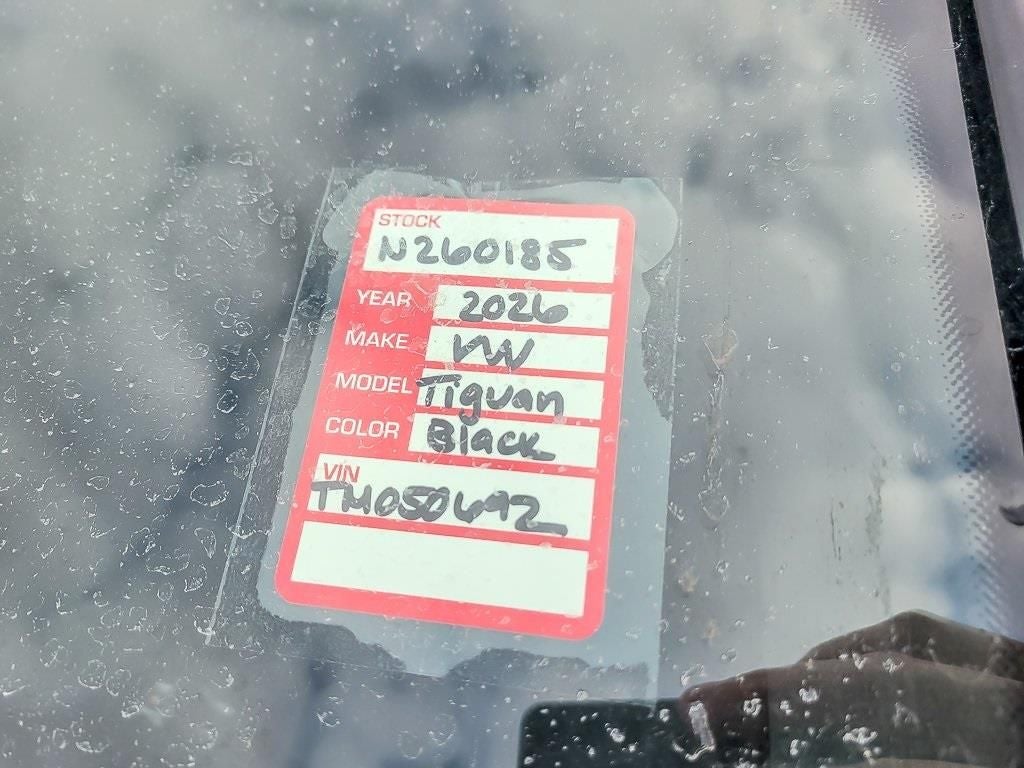 STOCK
N260185
YEAR 2026
MAKE VW
MODEL Tiguan
COLOR Black
VIN
TM050692